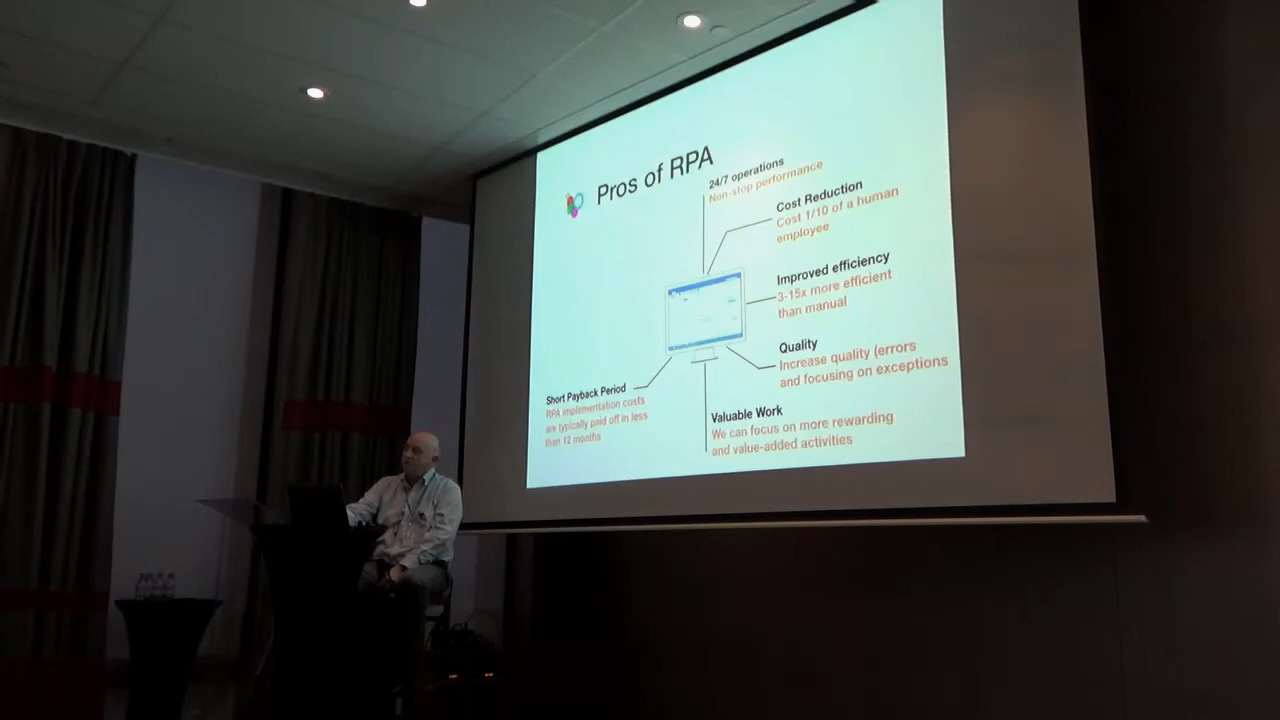 Pros of RPA
24/7 operations
Non-stop performance
Cost Reduction
Cost 1/10 of a human
employee
Improved efficiency
3-15x more efficient
than manual
Quality
Increase quality (errors
and focusing on exceptions
Valuable Work
We can focus on more rewarding
and value-added activities
Short Payback Period
RPA implementation costs
are typically paid off in less
than 12 months